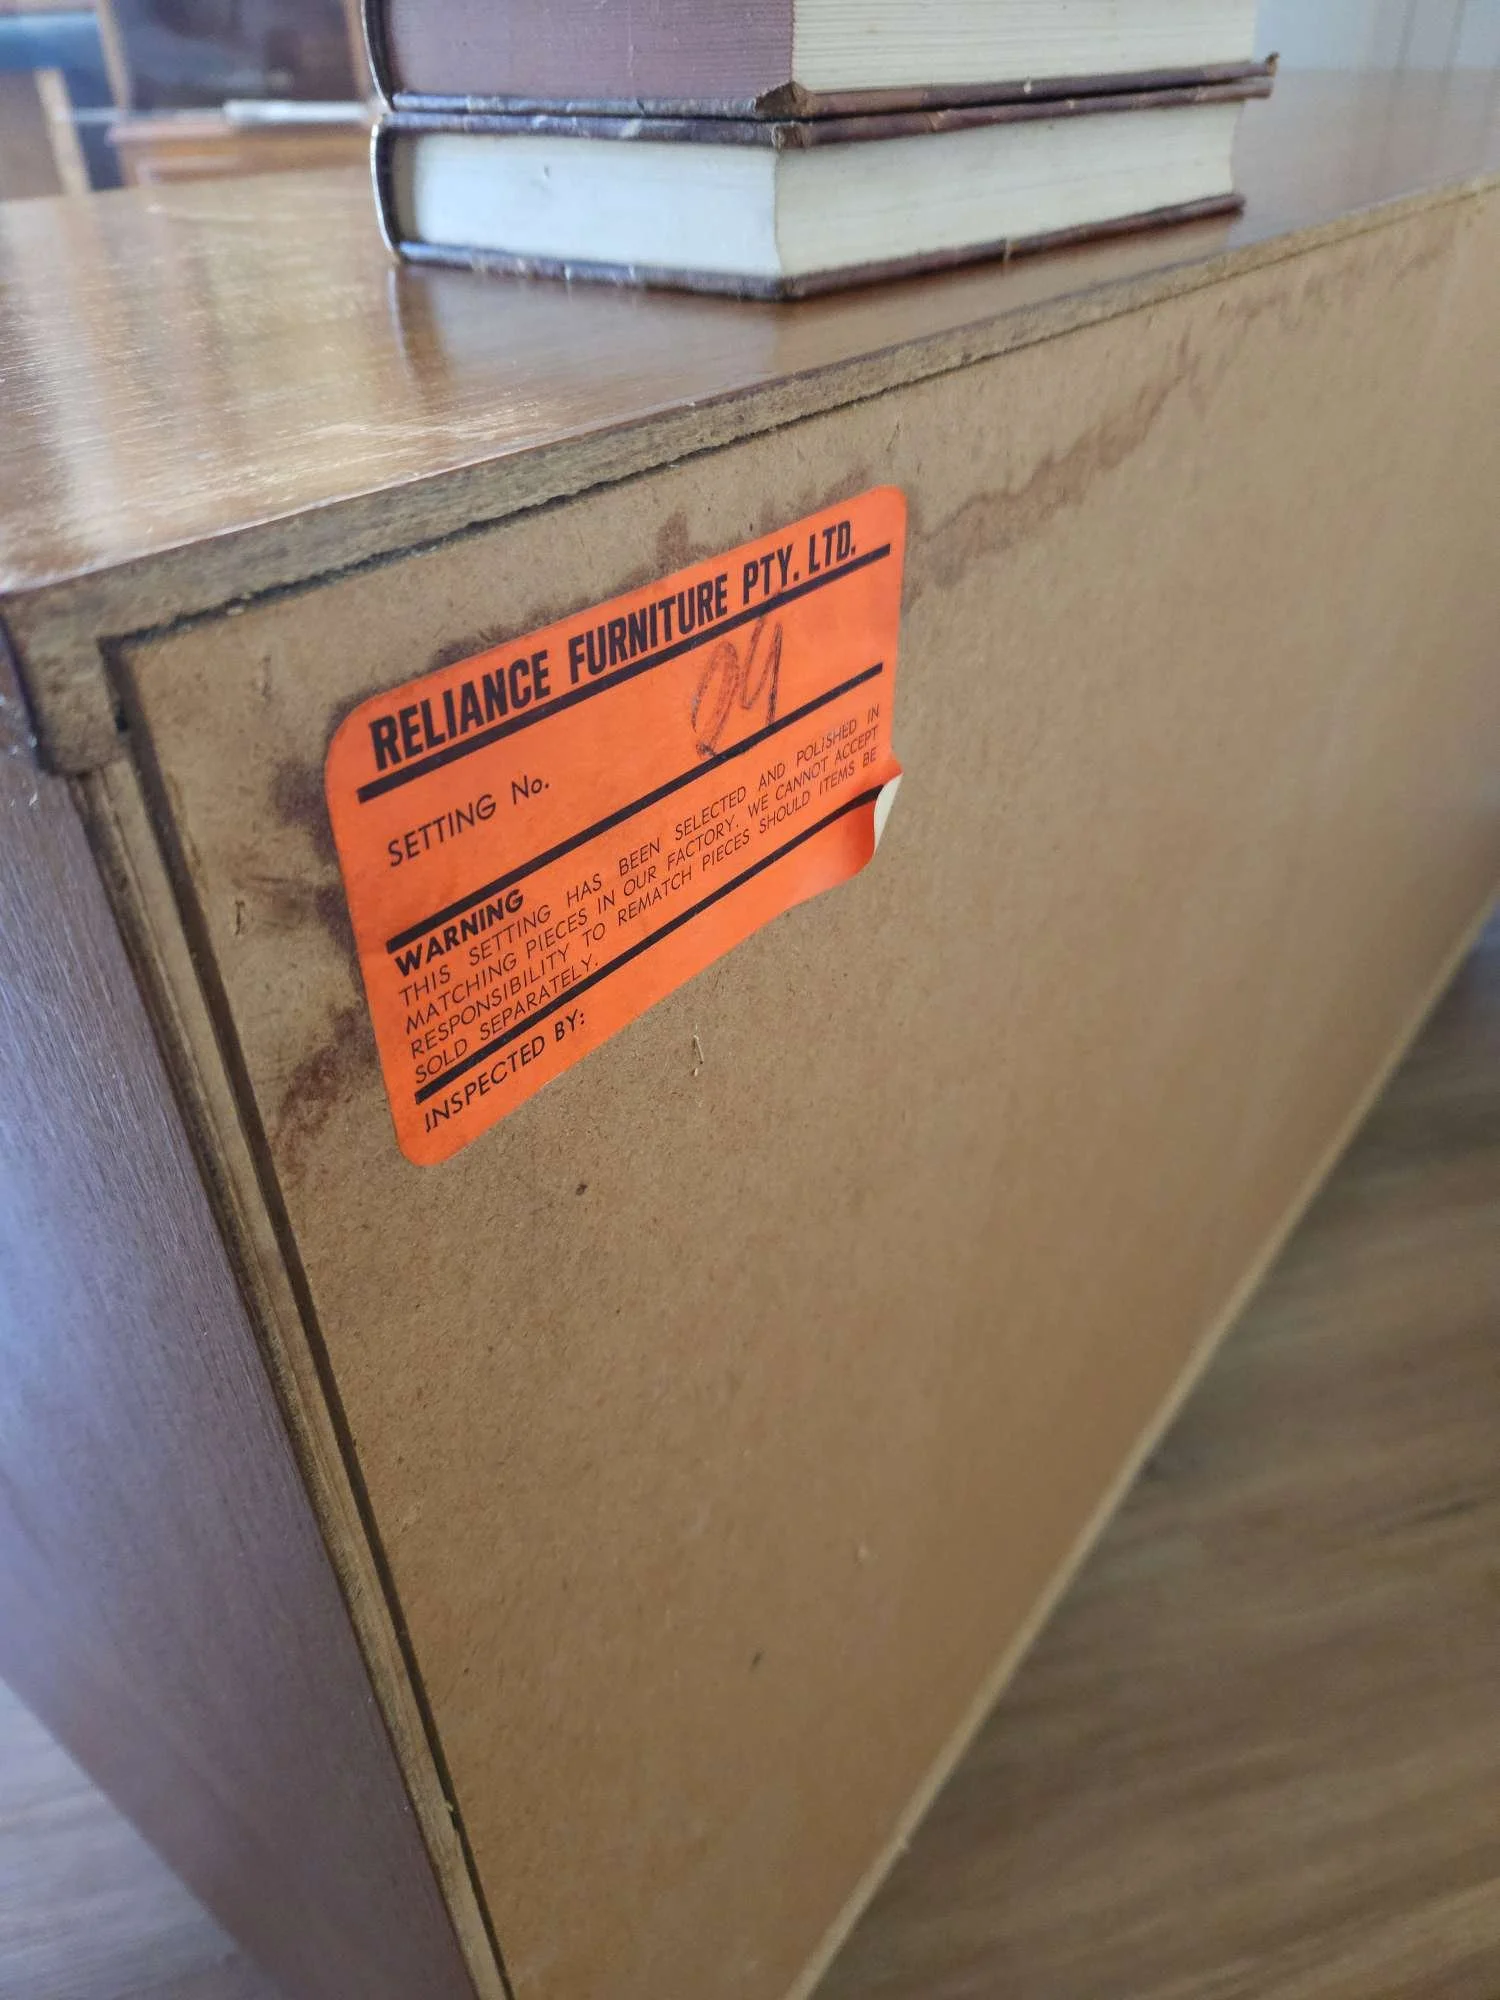 RELIANCE FURNITURE PTY. LTD.
SETTING No.
WARNING
THIS SETTING HAS BEEN SELECTED AND POLISHED IN
MATCHING PIECES IN OUR FACTORY. WE CANNOT ACCEPT
RESPONSIBILITY TO REMATCH PIECES SHOULD ITEMS BE
SOLD SEPARATELY.
INSPECTED BY: